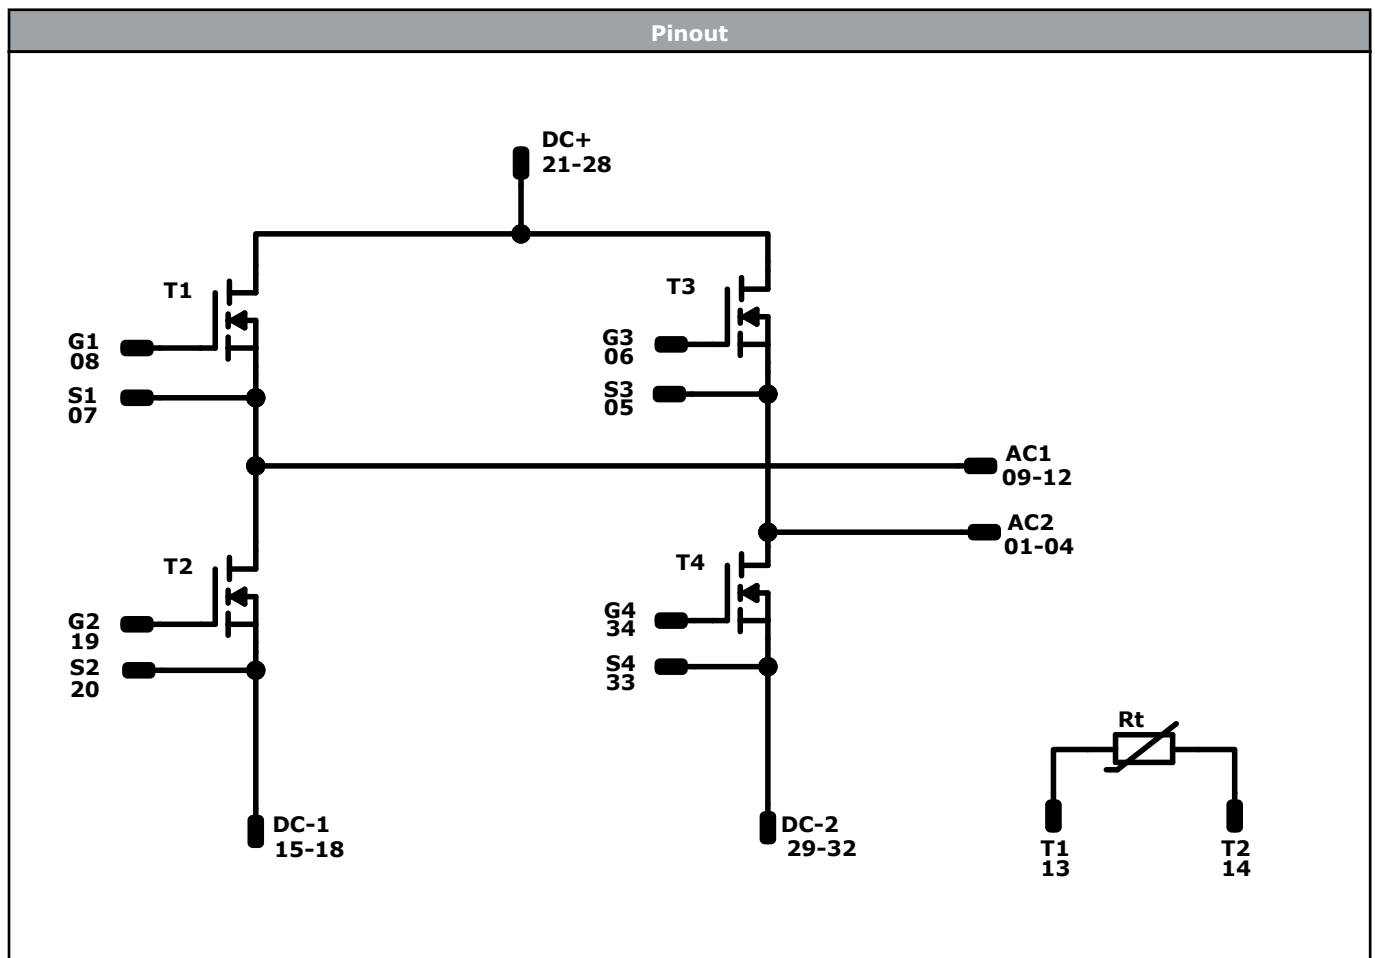 Pinout
DC+
21-28
T1
T3
G1
08
G3
06
S1
07
S3
05
AC1
09-12
AC2
01-04
T2
T4
G2
19
G4
34
S2
20
S4
33
Rt
DC-1
15-18
DC-2
29-32
T1
13
T2
14